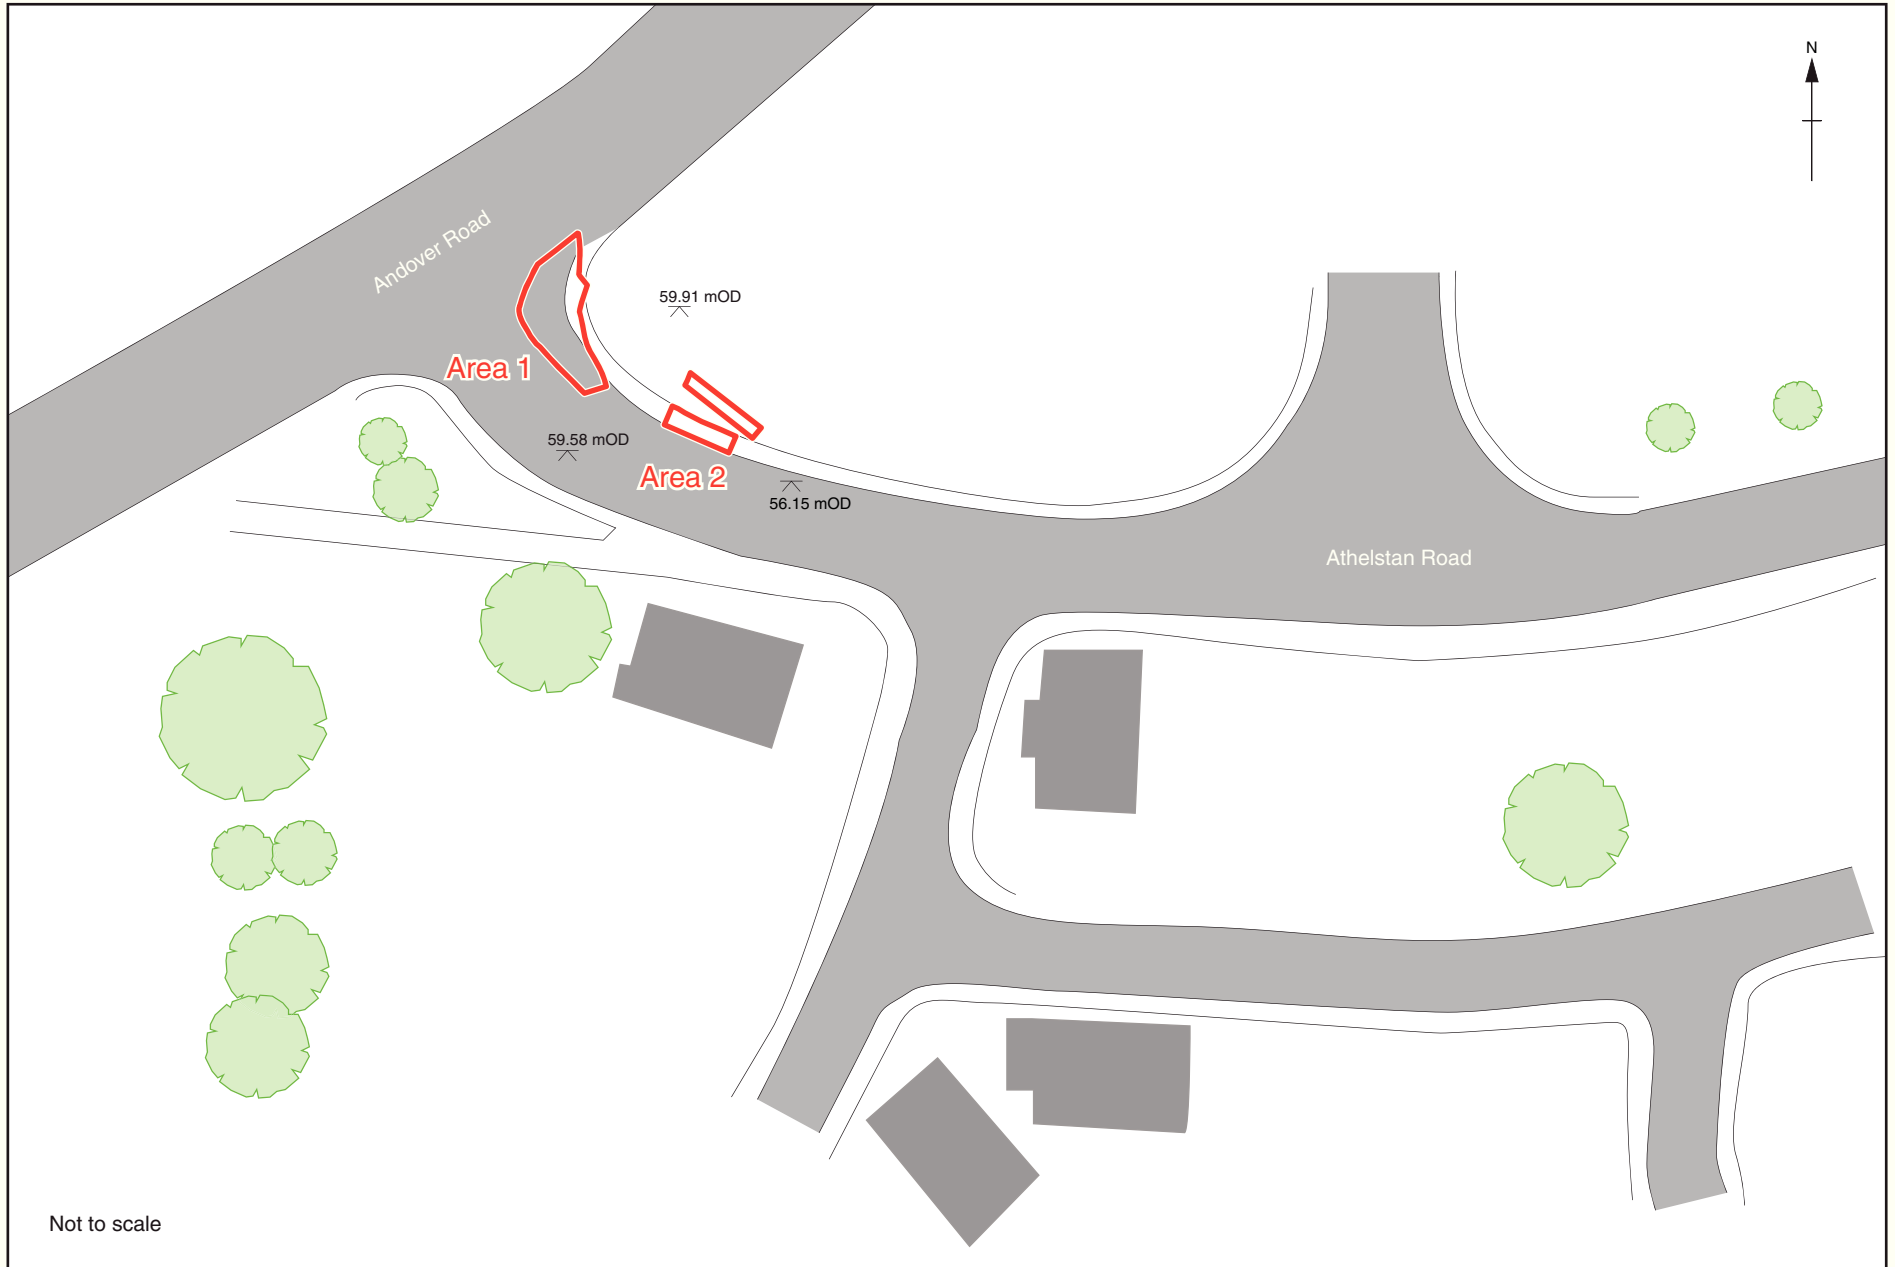 N
Andover Road
59.91 mOD
Area 1
59.58 mOD
Area 2
56.15 mOD
Athelstan Road
Not to scale